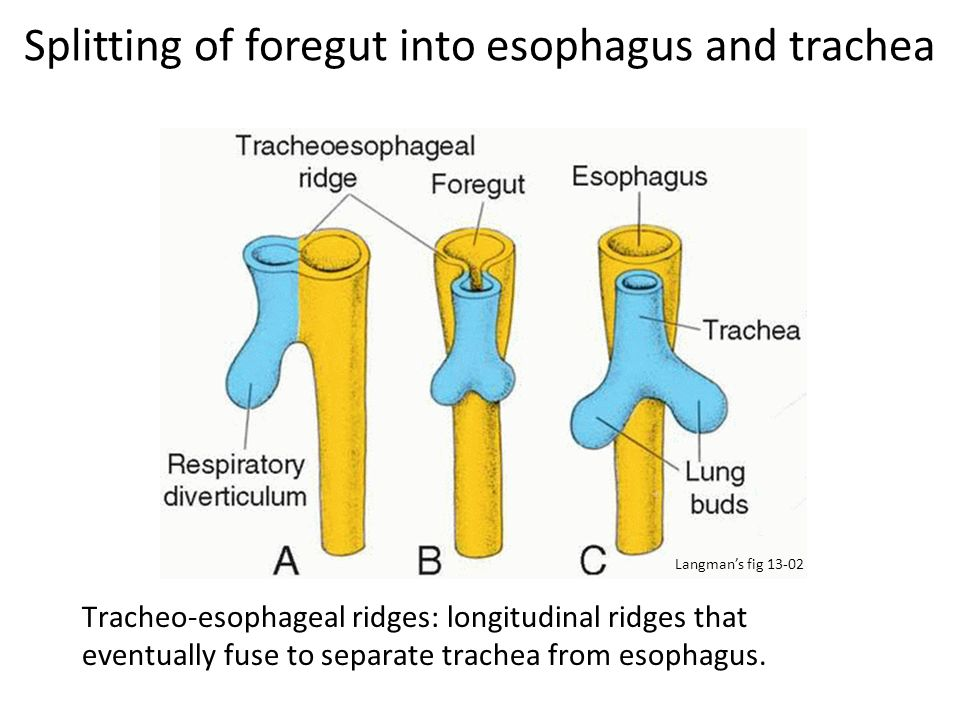 Splitting of foregut into esophagus and trachea
Tracheoesophageal
ridge
Foregut
Esophagus
Trachea
Respiratory
diverticulum
Lung
buds
A
B
C
Langman's fig 13-02
Tracheo-esophageal ridges: longitudinal ridges that
eventually fuse to separate trachea from esophagus.